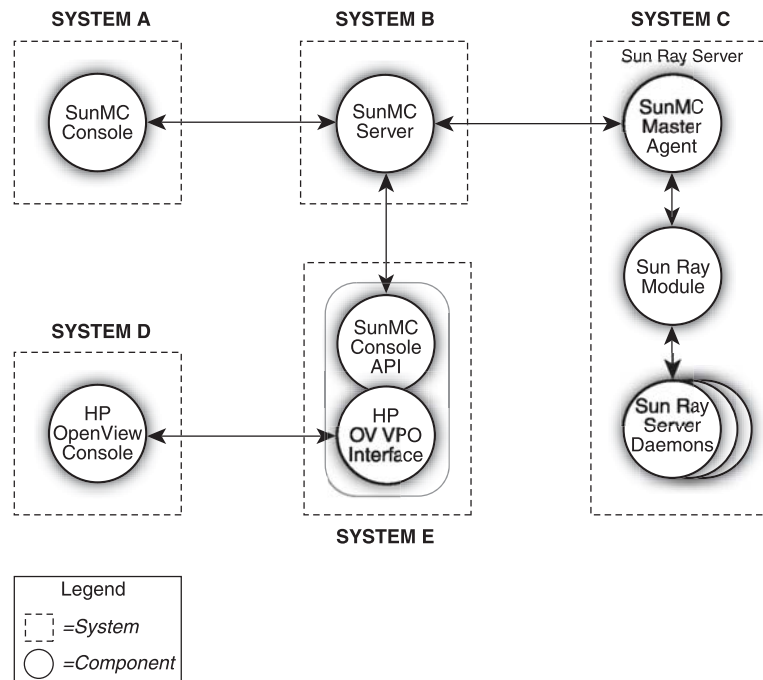 SYSTEM A
SYSTEM B
SYSTEM C
Sun Ray Server
SunMC
Console
SunMC
Server
SunMC
Master
Agent
Sun Ray
Module
SYSTEM D
SunMC
Console
API
HP
OpenView
Console
HP
OV VPO
Interface
Sun Ray
Server
Daemons
SYSTEM E
Legend
=System
=Component